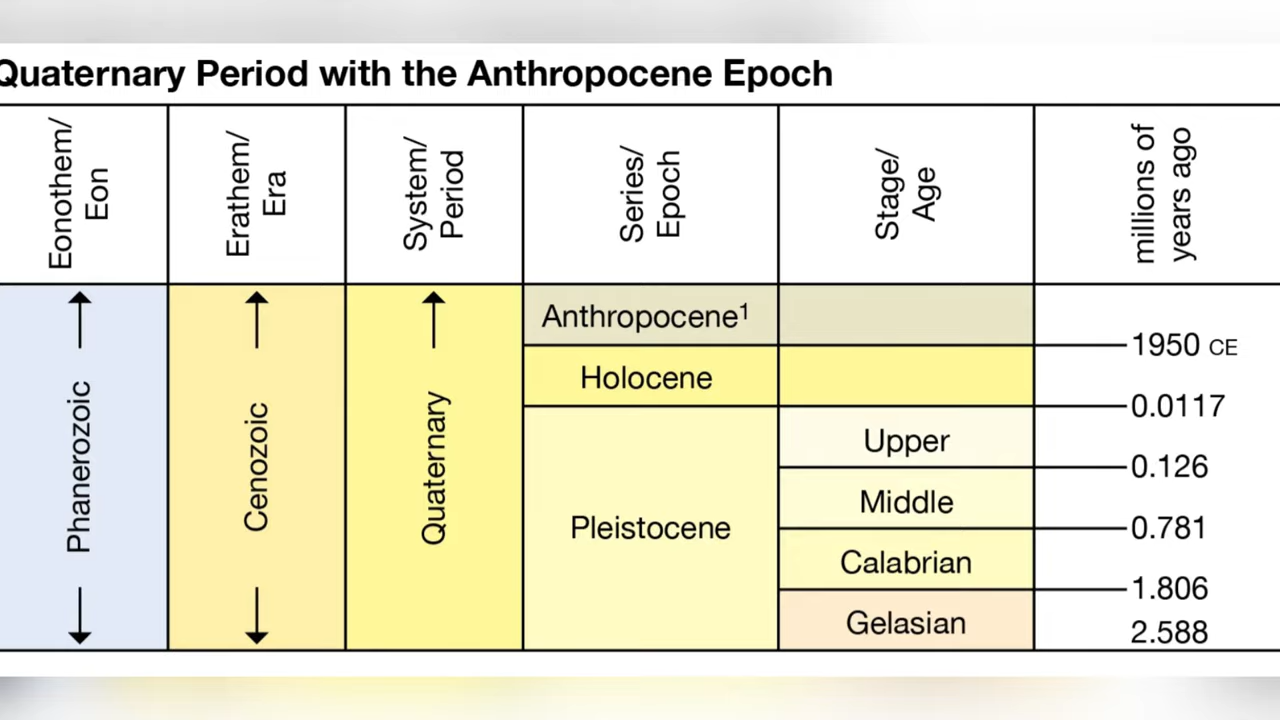 Quaternary Period with the Anthropocene Epoch
Eonothem/
Eon
Erathem/
Era
System/
Period
Series/
Epoch
Stage/
Age
millions of
years ago
Phanerozoic
Cenozoic
Quaternary
Anthropocene¹
1950 CE
Holocene
0.0117
Pleistocene
Upper
0.126
Middle
0.781
Calabrian
1.806
Gelasian
2.588